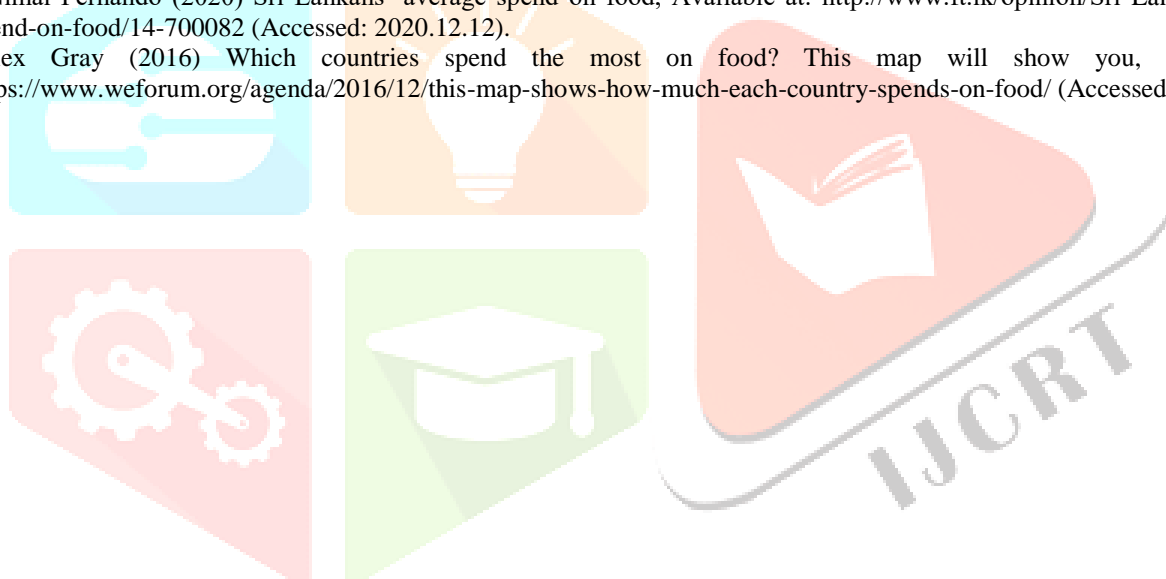 Fernando (2020) Sri Lankans' average spend on food, Available at: http://www.ft.lk/opinion/Sri-Lan
end-on-food/14-700082 (Accessed: 2020.12.12).
ex Gray (2016) Which countries spend the most on food? This map will show you,
ps://www.weforum.org/agenda/2016/12/this-map-shows-how-much-each-country-spends-on-food/ (Accessed
IJCRT